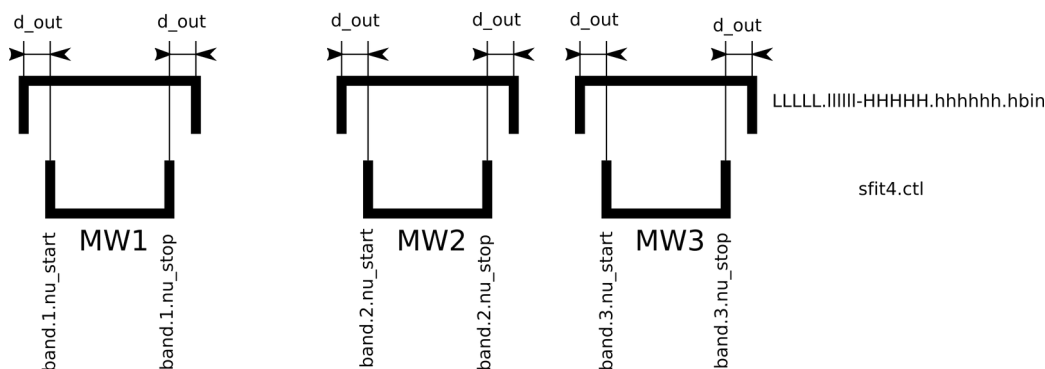 d_out
d_out
d_out
d_out
d_out
d_out
LLLLL.llllll-HHHHH.hhhhhh.hbin
sfit4.ctl
MW1
MW2
MW3
band.1.nu_start
band.1.nu_stop
band.2.nu_start
band.2.nu_stop
band.3.nu_start
band.3.nu_stop